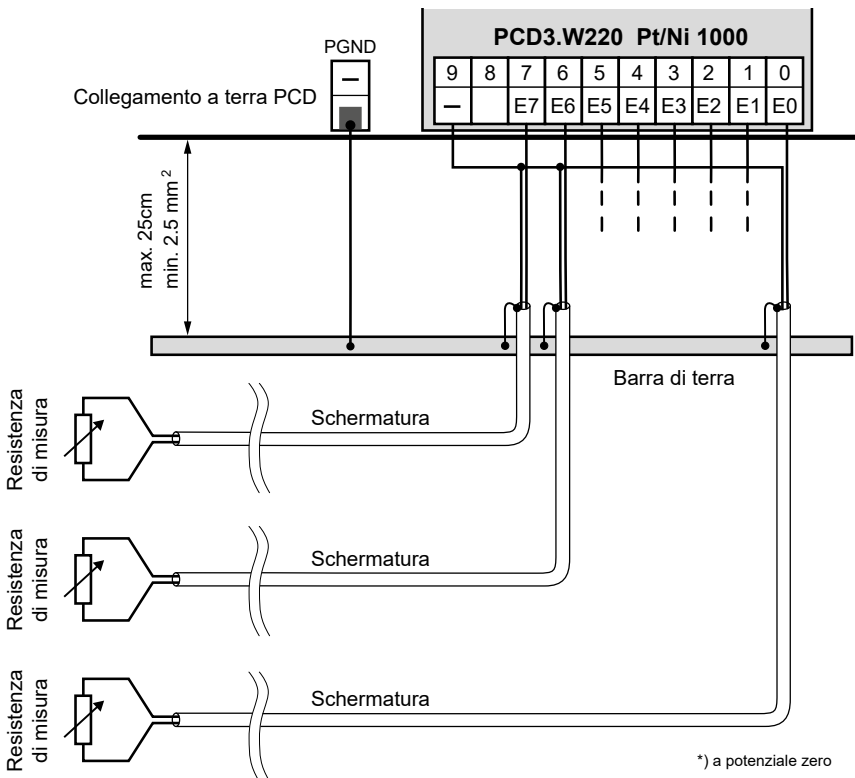 PCD3.W220 Pt/Ni 1000
PGND
9 8 7 6 5 4 3 2 1 0
– E7 E6 E5 E4 E3 E2 E1 E0
–
Collegamento a terra PCD
max. 25cm
min. 2.5 mm²
Barra di terra
Resistenza
di misura
Schermatura
Resistenza
di misura
Schermatura
Resistenza
di misura
Schermatura
*) a potenziale zero